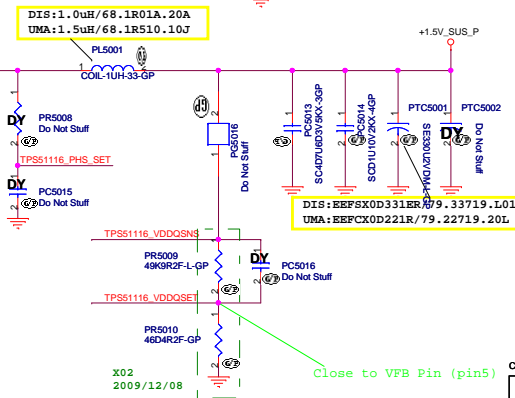 DIS:1.0uH/68.1R01A.20A
UMA:1.5uH/68.1R510.10J
+1.5V_SUS_P
PL5001
1
2
COIL-1UH-33-GP
DY
PR5008
Do Not Stuff
TPS51116_PHS_SET
DY
PC5015
Do Not Stuff
PG5016
Do Not Stuff
PC5013
SC4D7U6D3V5KX-3GP
PC5014
SCD1U10V2KX-4GP
PTC5001
SE330U2VDM-L-GP
PTC5002
DY
Do Not Stuff
DIS:EEFSX0D331ER/79.33719.L01
UMA:EEFCX0D221R/79.22719.20L
TPS51116_VDDQSNS
PR5009
49K9R2F-L-GP
DY
PC5016
Do Not Stuff
TPS51116_VDDQSET
PR5010
46D4R2F-GP
X02
2009/12/08
Close to VFB Pin (pin5)